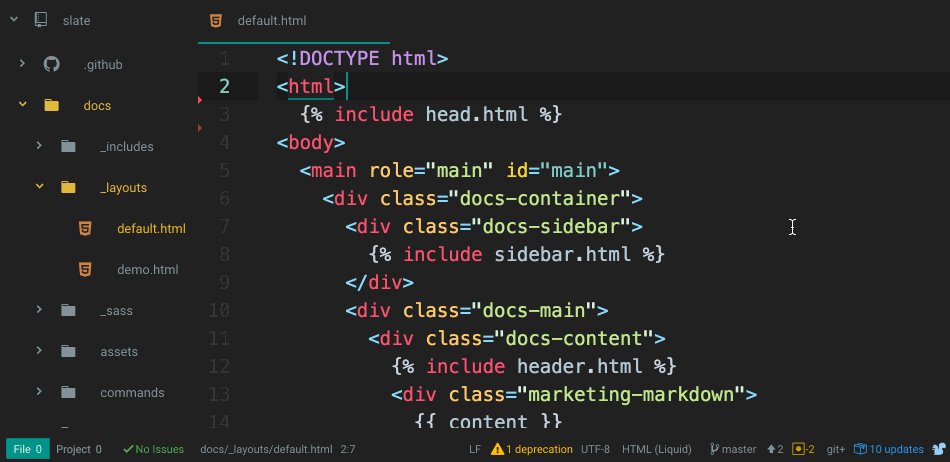 slate
default.html
.github
docs
_includes
_layouts
default.html
demo.html
_sass
assets
commands
1 <!DOCTYPE html>
2 <html>
3 {% include head.html %}
4 <body>
5 <main role="main" id="main">
6 <div class="docs-container">
7 <div class="docs-sidebar">
8 {% include sidebar.html %}
9 </div>
10 <div class="docs-main">
11 <div class="docs-content">
12 {% include header.html %}
13 <div class="marketing-markdown">
14 {{ content }}
File 0 Project 0 No Issues docs/_layouts/default.html 2:7 LF 1 deprecation UTF-8 HTML (Liquid) master 2 -2 git+ 10 updates